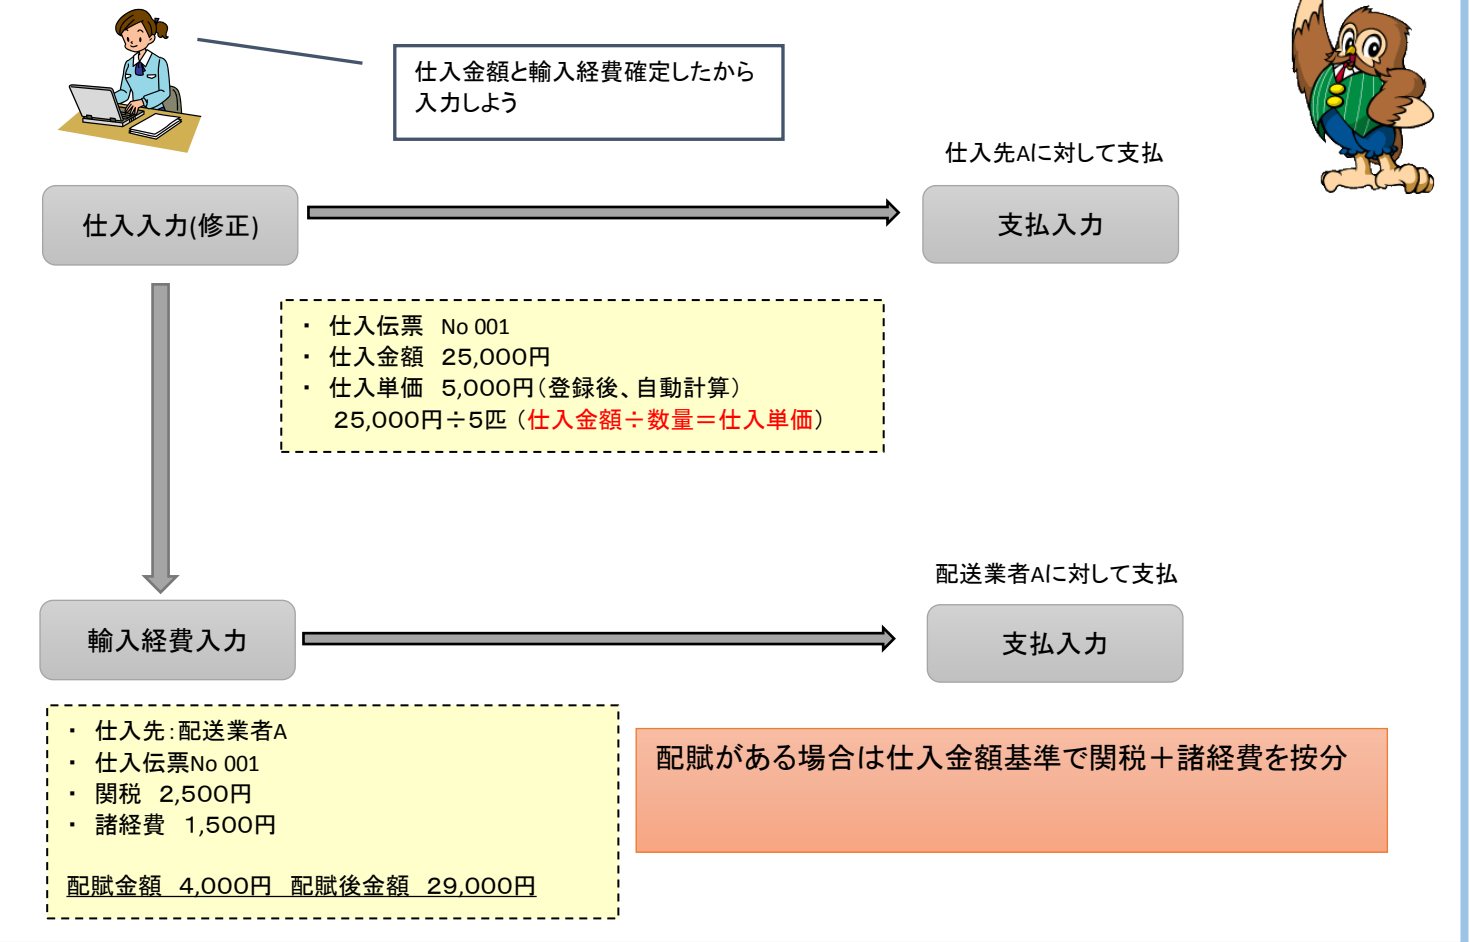 仕入金額と輸入経費確定したから
入力しよう
仕入先Aに対して支払
仕入入力(修正)
支払入力
・ 仕入伝票 No 001
・ 仕入金額 25,000円
・ 仕入単価 5,000円(登録後、自動計算)
25,000円÷5匹 (仕入金額÷数量=仕入単価)
配送業者Aに対して支払
輸入経費入力
支払入力
・ 仕入先:配送業者A
・ 仕入伝票No 001
・ 関税 2,500円
・ 諸経費 1,500円
配賦金額 4,000円 配賦後金額 29,000円
配賦がある場合は仕入金額基準で関税+諸経費を按分